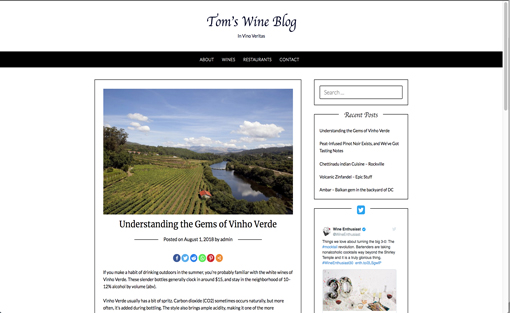 Tom's Wine Blog
In Vino Veritas
ABOUT
WINES
RESTAURANTS
CONTACT
Understanding the Gems of Vinho Verde
Posted on August 1, 2018 by admin
If you make a habit of drinking outdoors in the summer, you're probably familiar with the white wines of
Vinho Verde. These slender bottles generally clock in around $15, and stay in the neighborhood of 10–
12% alcohol by volume (abv).
Vinho Verde usually has a bit of spritz. Carbon dioxide (CO2) sometimes occurs naturally, but more
often, it's added during bottling. The style also brings ample acidity, making it one of the more
Search ...
Recent Posts
Understanding the Gems of Vinho Verde
Peat-Infused Pinot Noir Exists, and We've Got
Tasting Notes
Chettinadu Indian Cuisine – Rockville
Volcanic Zinfandel – Epic Stuff
Ambar – Balkan gem in the backyard of DC
Wine Enthusiast
@WineEnthusiast
Things we love about turning the big 3-0: The
#mocktail revolution. Bartenders are taking
nonalcoholic cocktails way beyond the Shirley
Temple and it is a truly glorious thing.
30